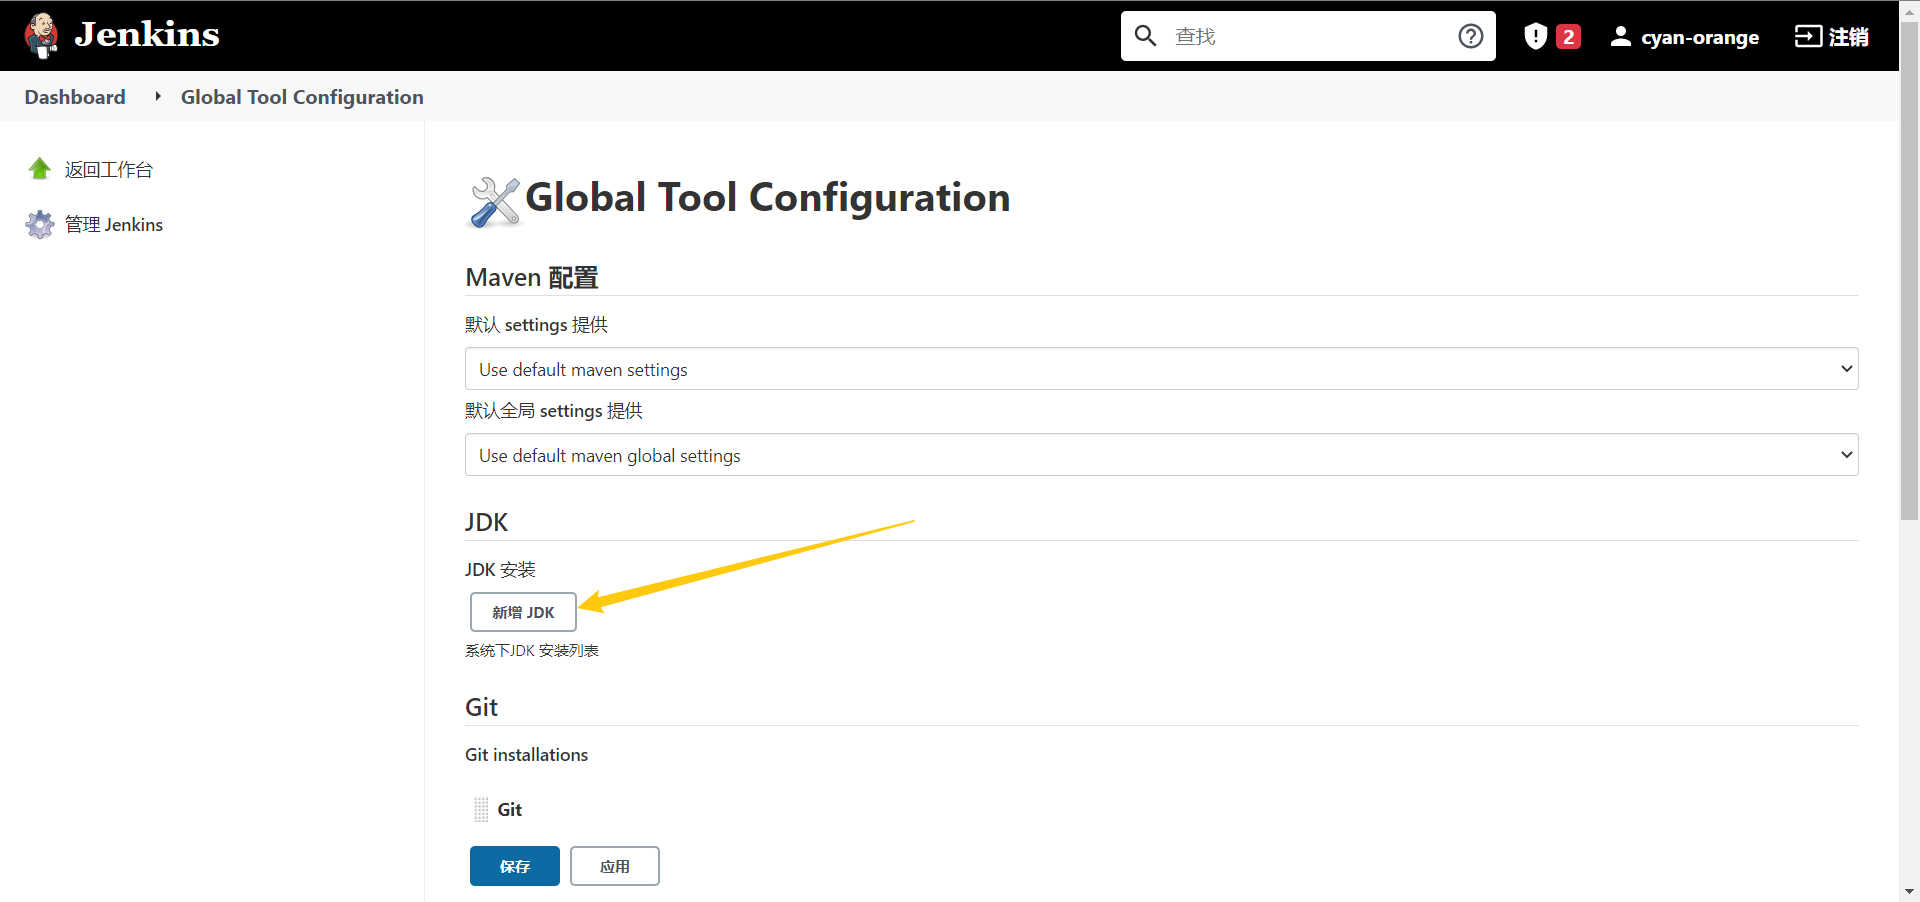 Jenkins
查找
2
cyan-orange
注销
Dashboard
Global Tool Configuration
返回工作台
管理 Jenkins
Global Tool Configuration
Maven 配置
默认 settings 提供
Use default maven settings
默认全局 settings 提供
Use default maven global settings
JDK
JDK 安装
新增 JDK
系统下JDK 安装列表
Git
Git installations
Git
保存
应用